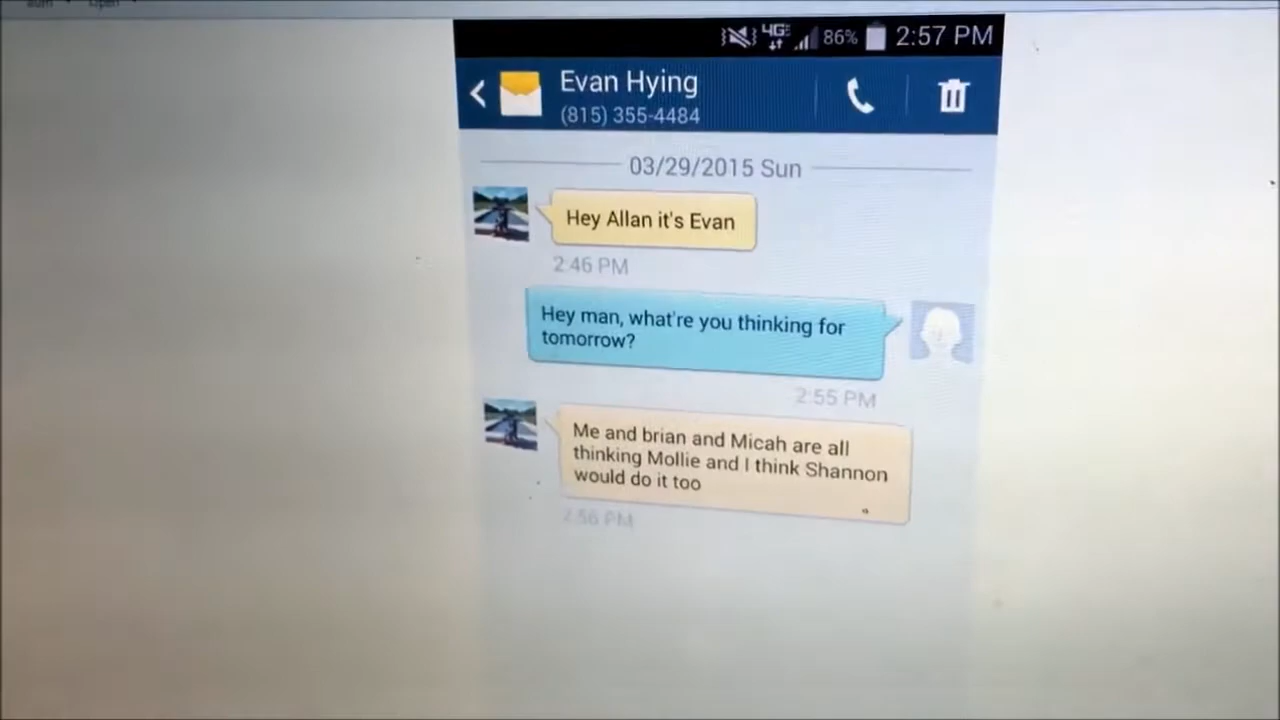 Open
4G
86%
2:57 PM
Evan Hying
(815) 355-4484
03/29/2015 Sun
Hey Allan it's Evan
2:46 PM
Hey man, what're you thinking for
tomorrow?
2:55 PM
Me and brian and Micah are all
thinking Mollie and I think Shannon
would do it too
2:56 PM